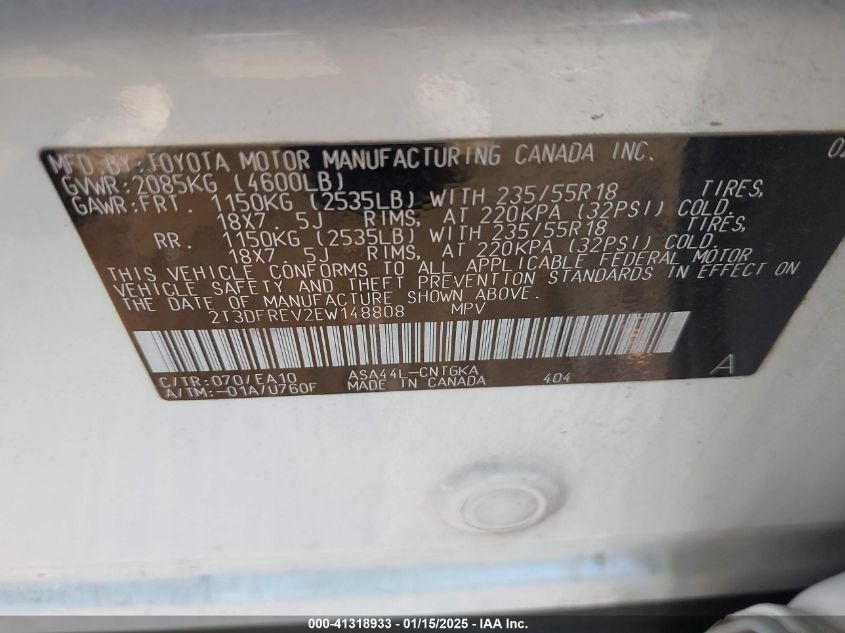 MFD. BY: TOYOTA MOTOR MANUFACTURING CANADA INC.
GVWR: 2085KG (4600LB)
GAWR: FRT. 1150KG (2535LB) WITH 235/55R18 TIRES,
18X7. 5J RIMS, AT 220KPA (32PSI) COLD.
RR. 1150KG (2535LB) WITH 235/55R18 TIRES,
18X7. 5J RIMS, AT 220KPA (32PSI) COLD.
THIS VEHICLE CONFORMS TO ALL APPLICABLE FEDERAL MOTOR
VEHICLE SAFETY AND THEFT PREVENTION STANDARDS IN EFFECT ON
THE DATE OF MANUFACTURE SHOWN ABOVE.
2T3DFREV2EW148808 MPV
C/TR:070/EA10 ASA44L-CNTGKA
A/TM:-01A/U760F MADE IN CANADA 404 A
000-41318933 / 01/15/2025 - IAA Inc.